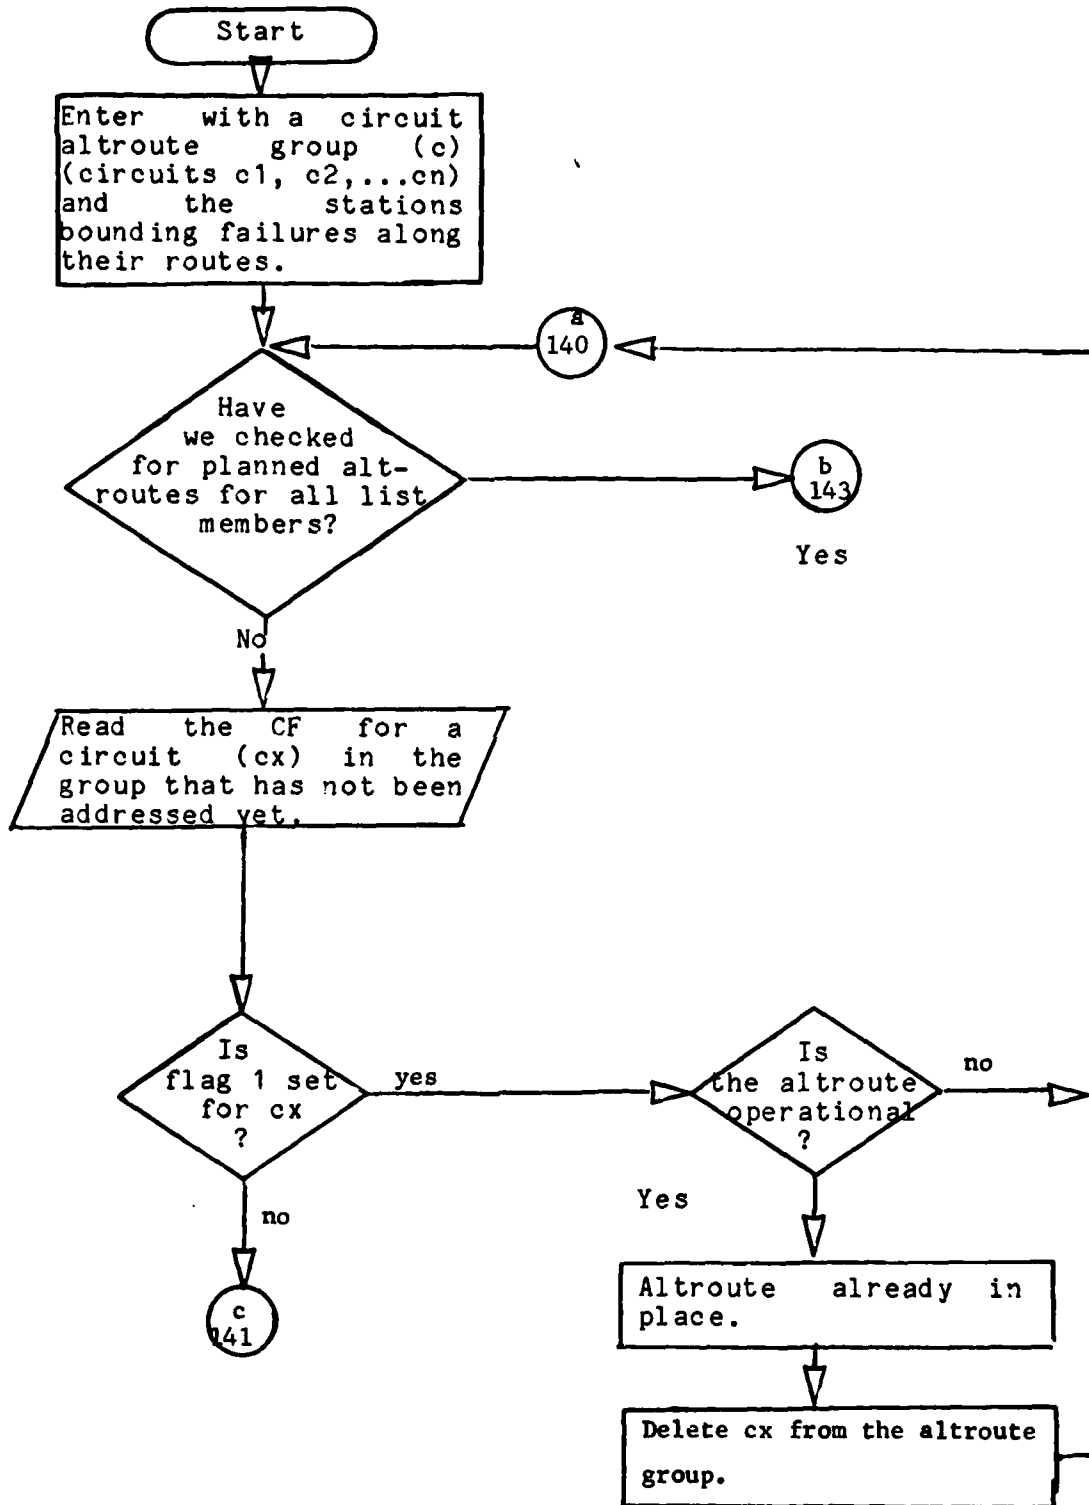 Start
Enter with a circuit
altroute group (c)
(circuits c1, c2,...cn)
and the stations
bounding failures along
their routes.
a
140
Have
we checked
for planned alt-
routes for all list
members?
b
143
Yes
No
Read the CF for a
circuit (cx) in the
group that has not been
addressed yet.
Is
flag 1 set
for cx
?
yes
Is
the altroute
operational
?
no
no
Yes
c
141
Altroute already in
place.
Delete cx from the altroute
group.